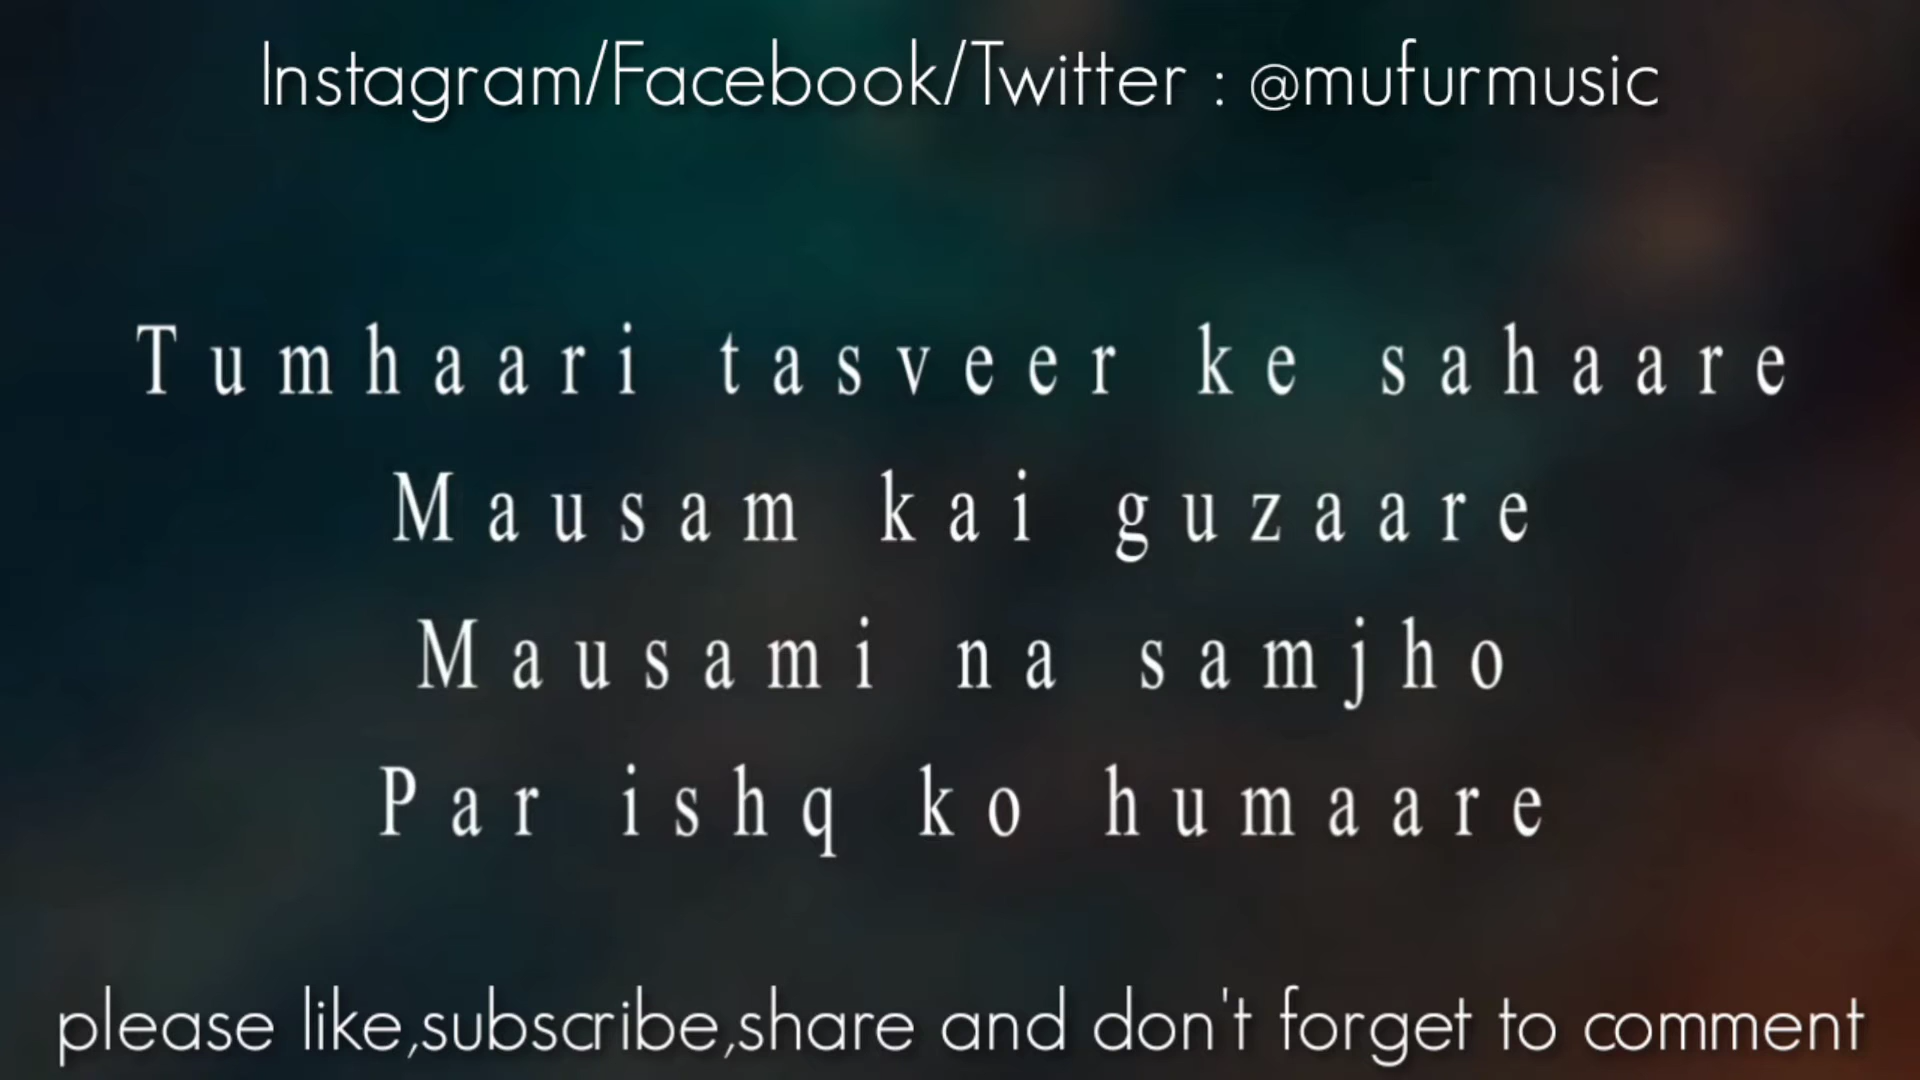 Instagram/Facebook/Twitter : @mufurmusic
Tumhaari tasveer ke sahaare
Mausam kai guzaare
Mausami na samjho
Par ishq ko humaare
please like,subscribe,share and don't forget to comment